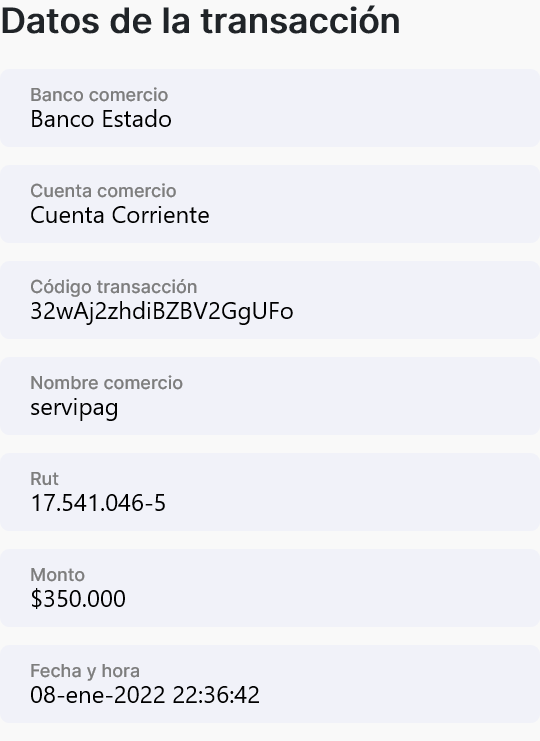 Datos de la transacción
Banco comercio
Banco Estado
Cuenta comercio
Cuenta Corriente
Código transacción
32wAj2zhdiBZBV2GgUFo
Nombre comercio
servipag
Rut
17.541.046-5
Monto
$350.000
Fecha y hora
08-ene-2022 22:36:42